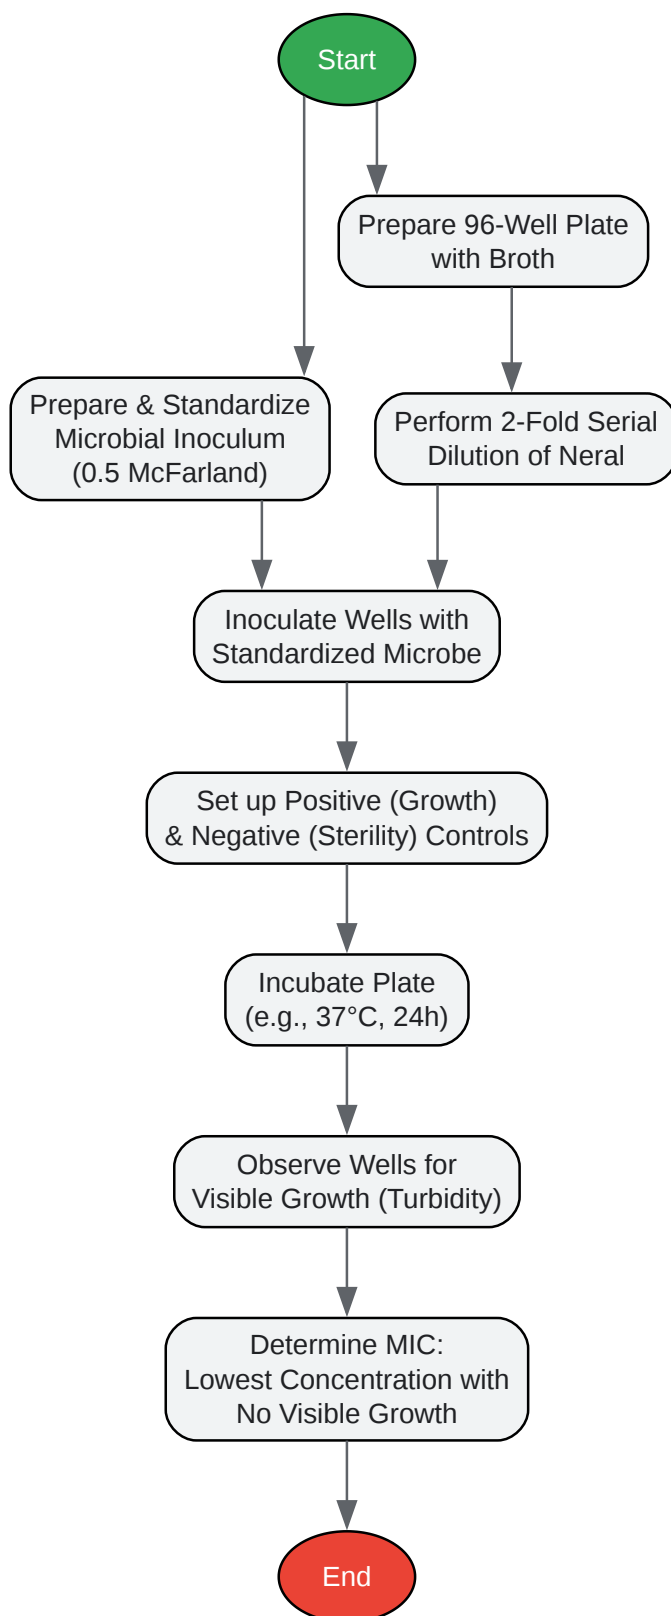 Start
Prepare 96-Well Plate
with Broth
Prepare & Standardize
Microbial Inoculum
(0.5 McFarland)
Perform 2-Fold Serial
Dilution of Neral
Inoculate Wells with
Standardized Microbe
Set up Positive (Growth)
& Negative (Sterility) Controls
Incubate Plate
(e.g., 37°C, 24h)
Observe Wells for
Visible Growth (Turbidity)
Determine MIC:
Lowest Concentration with
No Visible Growth
End